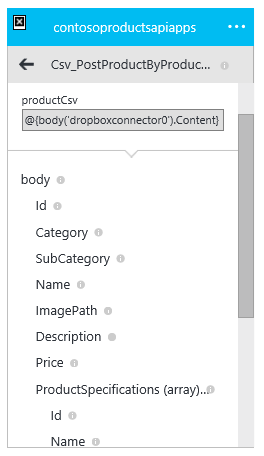 contosoproductsapiapps ...
Csv_PostProductByProduc...
productCsv
@{body('dropboxconnector0').Content}
body
Id
Category
SubCategory
Name
ImagePath
Description
Price
ProductSpecifications (array)...
Id
Name